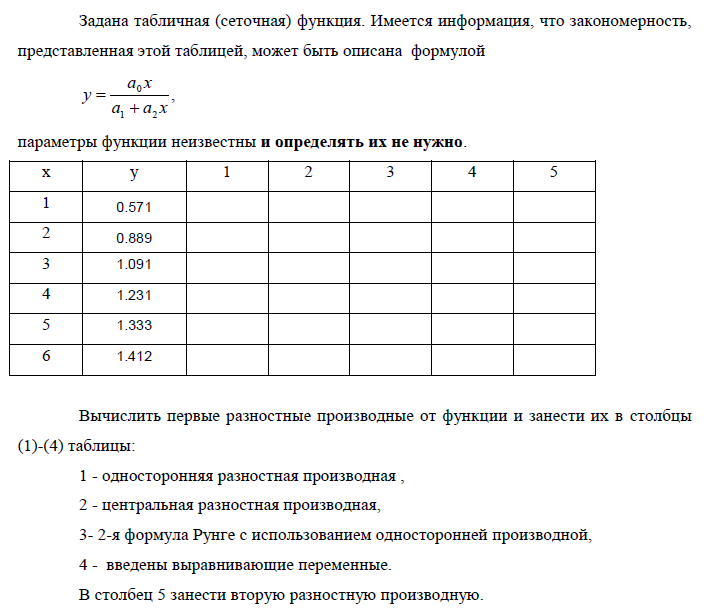 Задана табличная (сеточная) функция. Имеется информация, что закономерность,
представленная этой таблицей, может быть описана формулой
y = a₀x / (a₁ + a₂x),
параметры функции неизвестны и определять их не нужно.
x y 1 2 3 4 5
1 0.571
2 0.889
3 1.091
4 1.231
5 1.333
6 1.412
Вычислить первые разностные производные от функции и занести их в столбцы
(1)-(4) таблицы:
1 - односторонняя разностная производная ,
2 - центральная разностная производная,
3- 2-я формула Рунге с использованием односторонней производной,
4 - введены выравнивающие переменные.
В столбец 5 занести вторую разностную производную.